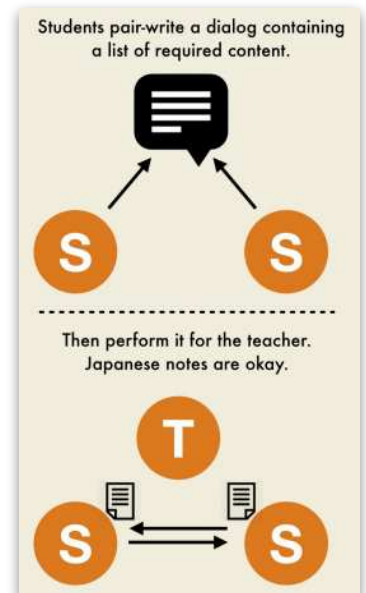 Students pair-write a dialog containing
a list of required content.
S
S
Then perform it for the teacher.
Japanese notes are okay.
T
S
S